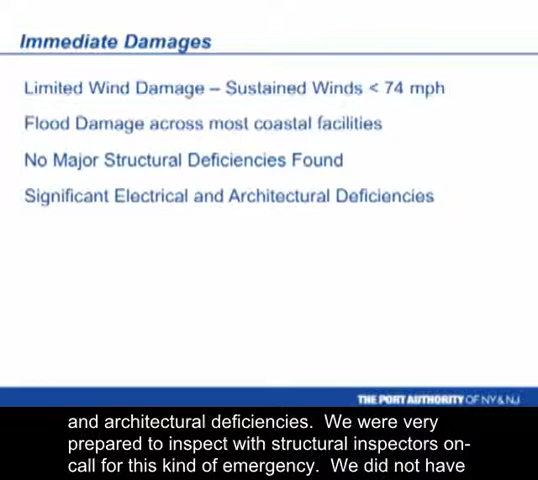 Immediate Damages
Limited Wind Damage – Sustained Winds < 74 mph
Flood Damage across most coastal facilities
No Major Structural Deficiencies Found
Significant Electrical and Architectural Deficiencies
THE PORT AUTHORITY OF NY & NJ
and architectural deficiencies. We were very
prepared to inspect with structural inspectors on-
call for this kind of emergency. We did not have